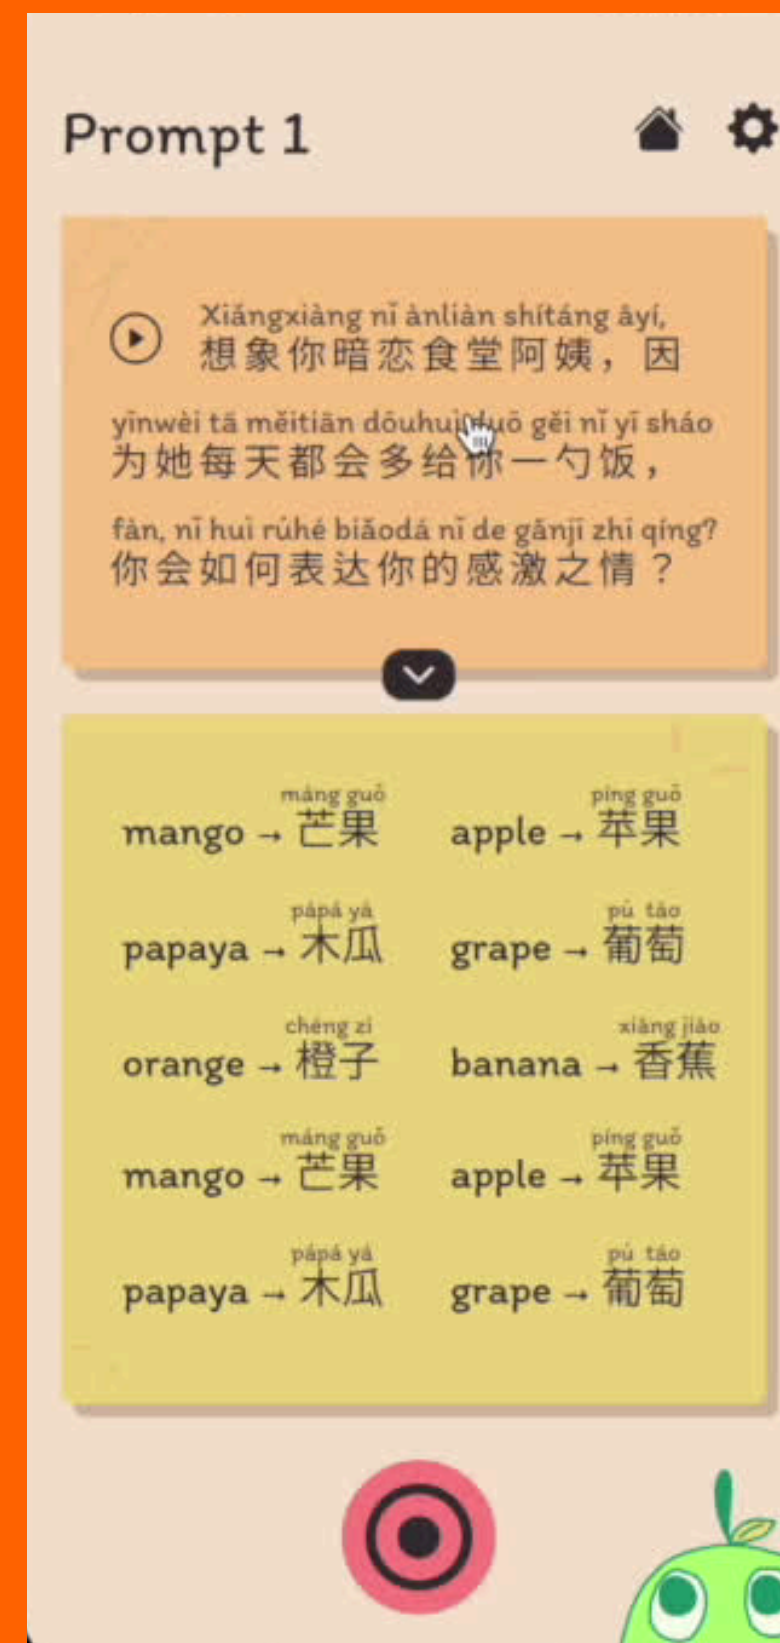 Prompt 1
Xiǎngxiàng nǐ ànliàn shítáng āyí,
想象你暗恋食堂阿姨，因
yīnwèi tā měitiān dōuhuì duō gěi nǐ yī sháo
为她每天都会多给你一勺饭，
fàn, nǐ huì rúhé biǎodá nǐ de gǎnjī zhī qíng?
你会如何表达你的感激之情？
máng guǒ píng guǒ
mango → 芒果 apple → 苹果
pápá yá pú táo
papaya → 木瓜 grape → 葡萄
chéng zi xiāng jiāo
orange → 橙子 banana → 香蕉
máng guǒ píng guǒ
mango → 芒果 apple → 苹果
pápá yá pú táo
papaya → 木瓜 grape → 葡萄